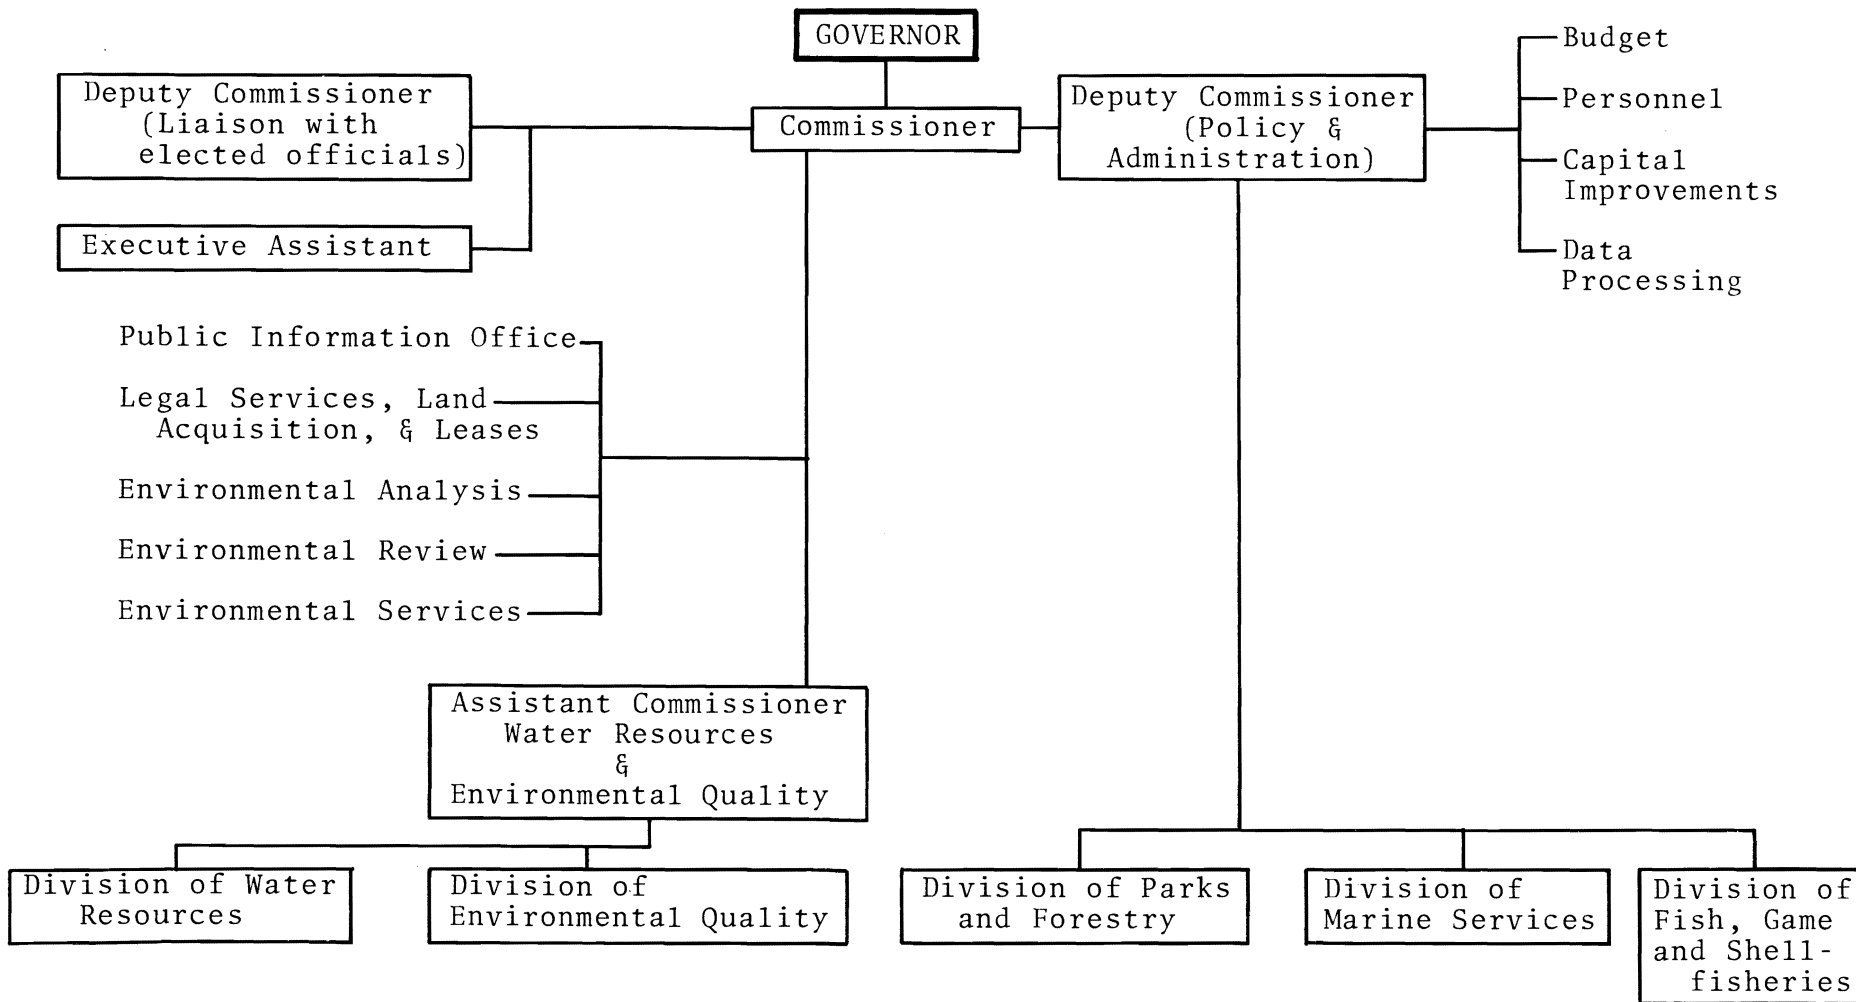 GOVERNOR
Commissioner
Deputy Commissioner
(Liaison with
elected officials)
Executive Assistant
Deputy Commissioner
(Policy &
Administration)
Budget
Personnel
Capital
Improvements
Data
Processing
Public Information Office
Legal Services, Land
Acquisition, & Leases
Environmental Analysis
Environmental Review
Environmental Services
Assistant Commissioner
Water Resources
&
Environmental Quality
Division of Water
Resources
Division of
Environmental Quality
Division of Parks
and Forestry
Division of
Marine Services
Division of
Fish, Game
and Shell-
fisheries